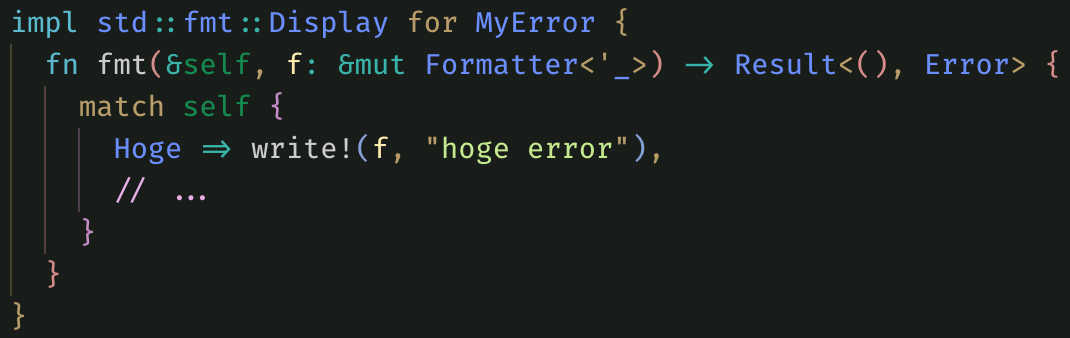 impl std::fmt::Display for MyError {
fn fmt(&self, f: &mut Formatter<'_>) -> Result<(), Error> {
match self {
Hoge => write!(f, "hoge error"),
// ...
}
}
}